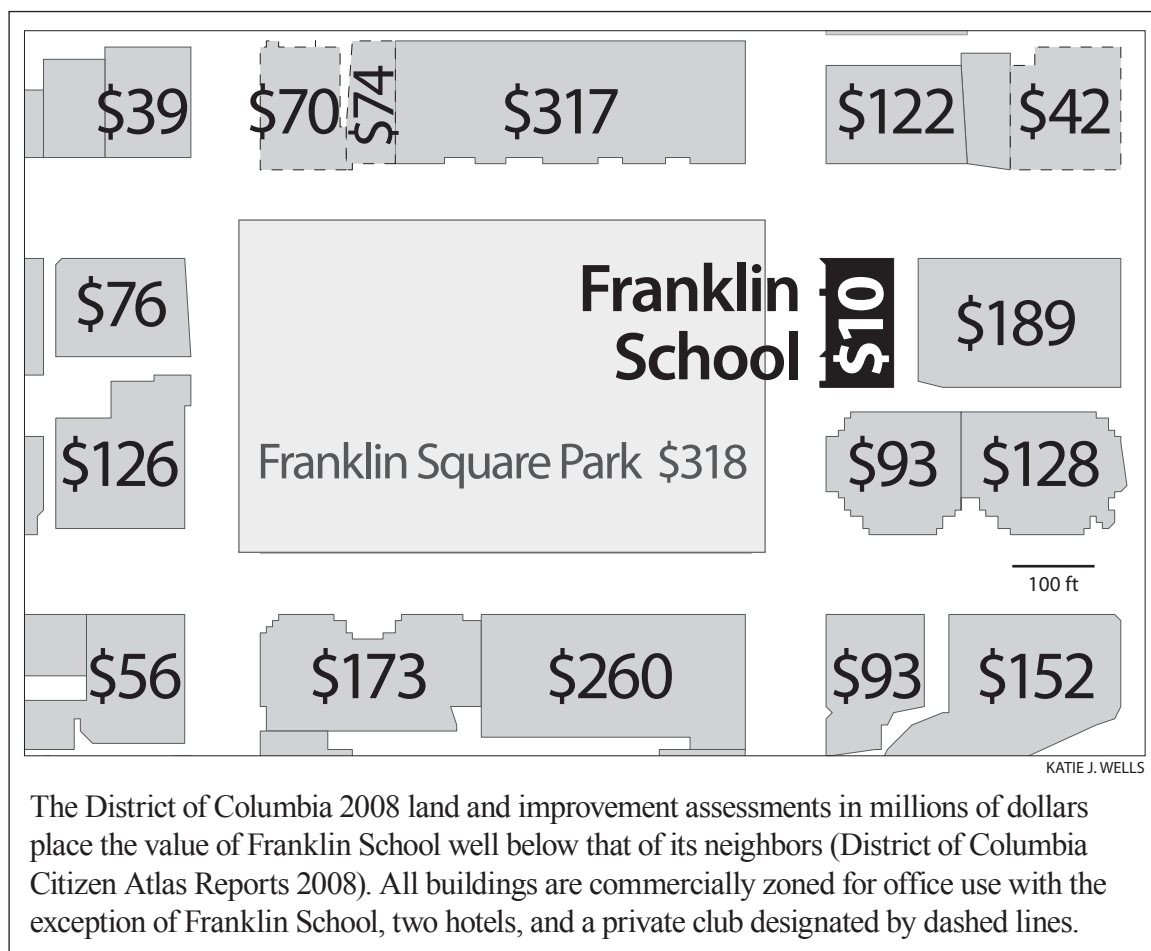 $39 $70 $74 $317 $122 $42
Franklin
School
$10
$76
$189
$126
Franklin Square Park $318
$93 $128
100 ft
$56 $173 $260 $93 $152
KATIE J. WELLS
The District of Columbia 2008 land and improvement assessments in millions of dollars
place the value of Franklin School well below that of its neighbors (District of Columbia
Citizen Atlas Reports 2008). All buildings are commercially zoned for office use with the
exception of Franklin School, two hotels, and a private club designated by dashed lines.